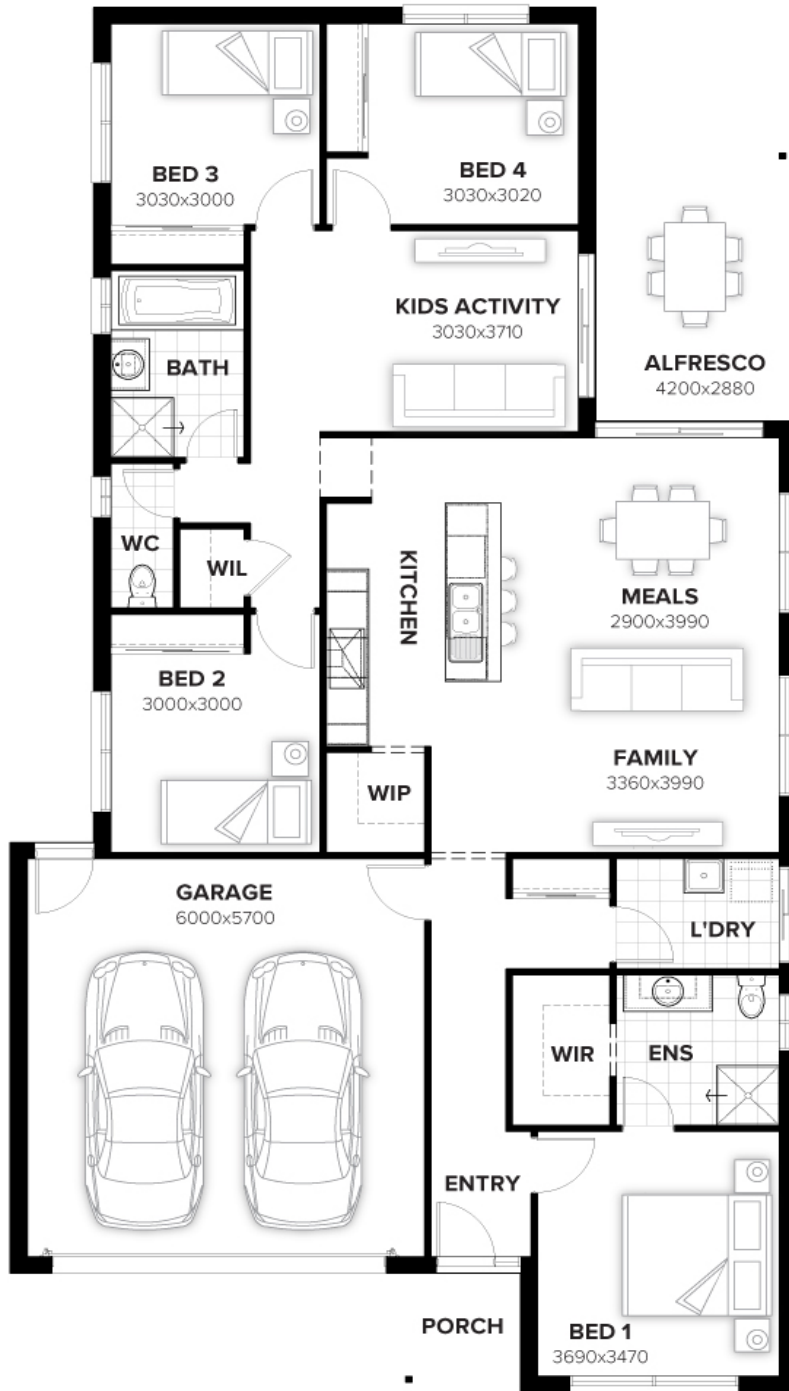 BED 3
3030x3000
BED 4
3030x3020
KIDS ACTIVITY
3030x3710
BATH
ALFRESCO
4200x2880
WC
WIL
KITCHEN
MEALS
2900x3990
BED 2
3000x3000
FAMILY
3360x3990
WIP
GARAGE
6000x5700
L'DRY
WIR
ENS
ENTRY
PORCH
BED 1
3690x3470